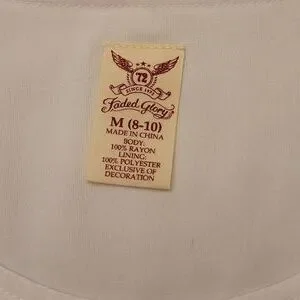 72
SINCE 1972
Faded Glory
M (8-10)
MADE IN CHINA
BODY:
100% RAYON
LINING:
100% POLYESTER
EXCLUSIVE OF
DECORATION